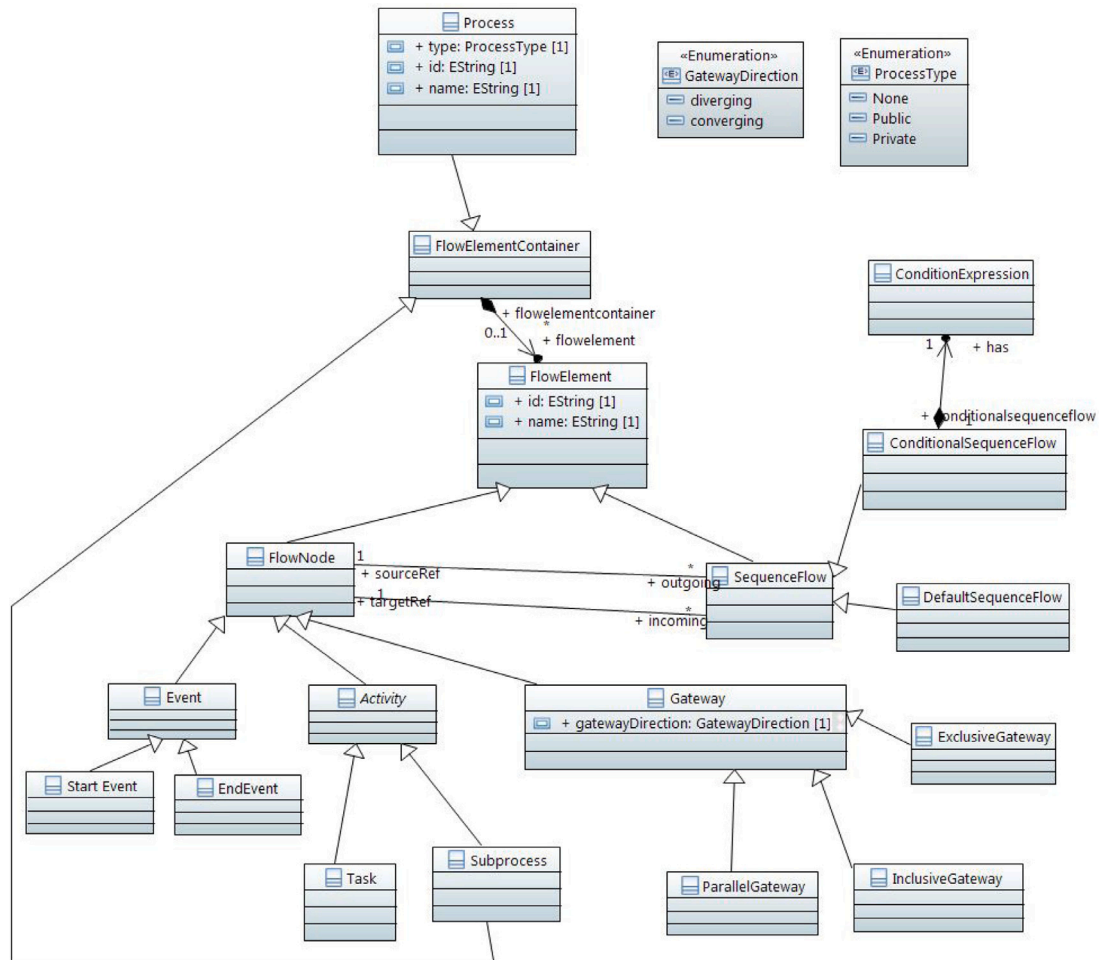 Process
+ type: ProcessType [1]
+ id: EString [1]
+ name: EString [1]
«Enumeration»
GatewayDirection
diverging
converging
«Enumeration»
ProcessType
None
Public
Private
FlowElementContainer
+ flowelementcontainer
0..1
*
+ flowelement
ConditionExpression
1
+ has
FlowElement
+ id: EString [1]
+ name: EString [1]
+ conditionalsequenceflow
1
ConditionalSequenceFlow
FlowNode
1
+ sourceRef
1
+ targetRef
*
+ outgoing
*
+ incoming
SequenceFlow
DefaultSequenceFlow
Event
Activity
Gateway
+ gatewayDirection: GatewayDirection [1]
ExclusiveGateway
Start Event
EndEvent
Task
Subprocess
ParallelGateway
InclusiveGateway